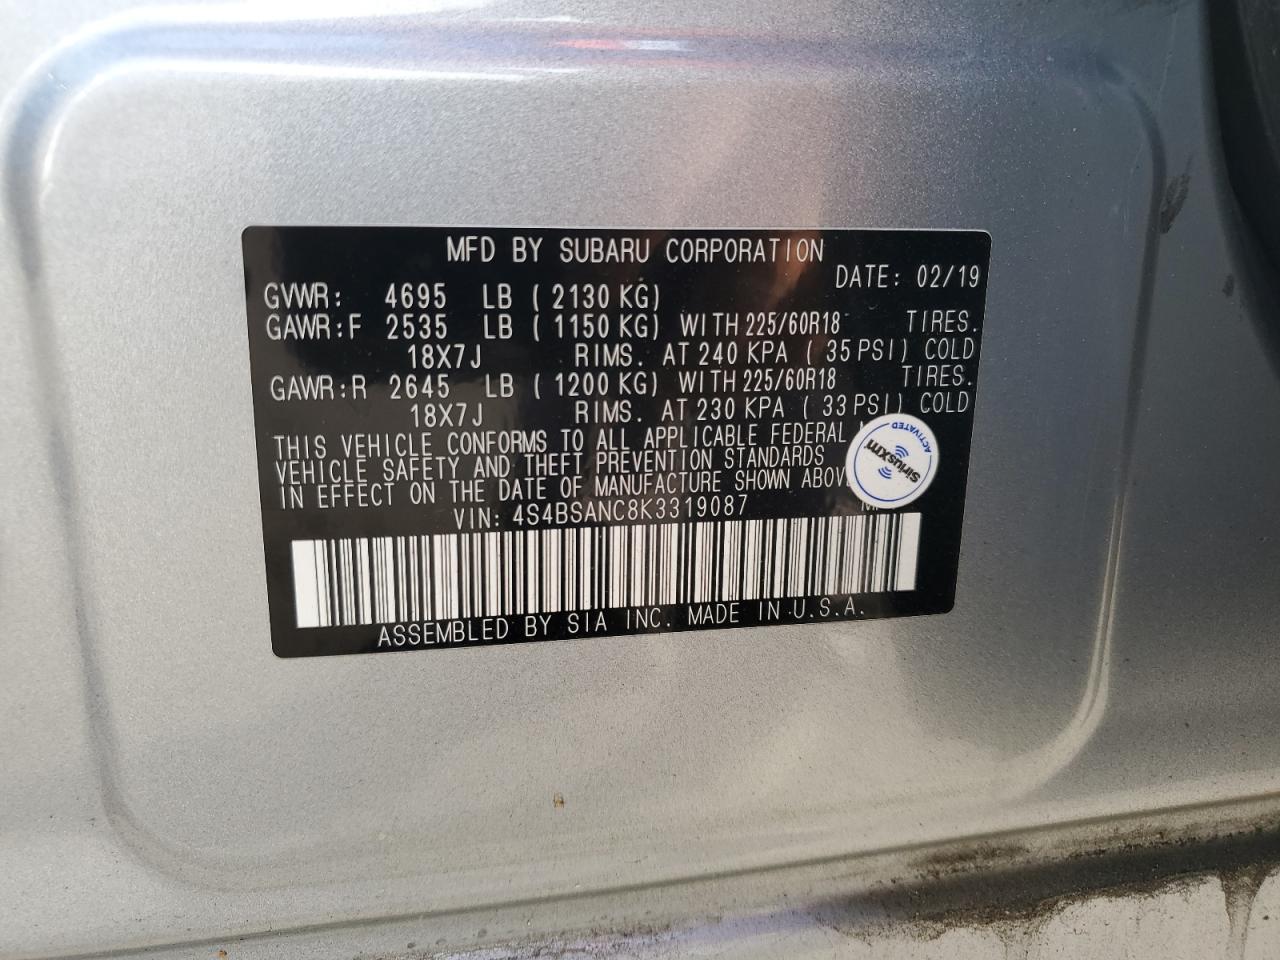 MFD BY SUBARU CORPORATION
DATE: 02/19
GVWR: 4695 LB ( 2130 KG)
GAWR:F 2535 LB ( 1150 KG) WITH 225/60R18 TIRES.
18X7J RIMS. AT 240 KPA ( 35 PSI) COLD
GAWR:R 2645 LB ( 1200 KG) WITH 225/60R18 TIRES.
18X7J RIMS. AT 230 KPA ( 33 PSI) COLD
THIS VEHICLE CONFORMS TO ALL APPLICABLE FEDERAL
VEHICLE SAFETY AND THEFT PREVENTION STANDARDS
IN EFFECT ON THE DATE OF MANUFACTURE SHOWN
VIN: 4S4BSANC8K3319087
ASSEMBLED BY SIA INC. MADE IN U.S.A.
SiriusXM
ACTIVATED